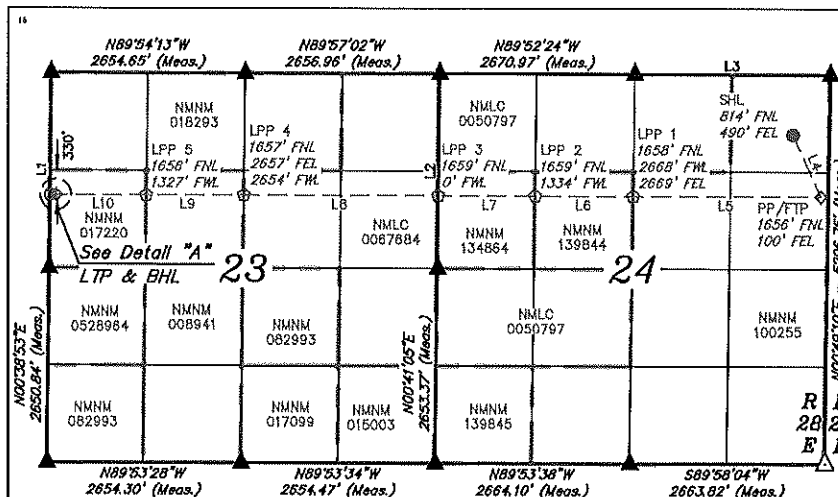 16
N89°54'13"W
2654.65' (Meas.)
N89°57'02"W
2656.96' (Meas.)
N89°52'24"W
2670.97' (Meas.)
L3
SHL
814' FNL
490' FEL
NMNM
018293
NMLC
0050797
330'
LPP 5
1658' FNL
1327' FWL
LPP 4
1657' FNL
2657' FEL
2654' FWL
LPP 3
1659' FNL
0' FWL
LPP 2
1659' FNL
1334' FWL
LPP 1
1658' FNL
2668' FWL
2669' FEL
L1
L2
L4
L10
L9
L8
L7
L6
L5
NMNM
017220
NMLC
0067684
NMNM
134864
NMNM
139844
PP/FTP
1656' FNL
100' FEL
See Detail "A"
LTP & BHL
23
24
NMNM
0528984
NMNM
008941
NMNM
082993
NMLC
0050797
NMNM
100255
N00°38'53"E
2650.84' (Meas.)
N00°41'05"E
2653.37' (Meas.)
NMNM
082993
NMNM
017099
NMNM
015003
NMNM
139845
R
28
E
N89°53'28"W
2654.30' (Meas.)
N89°53'34"W
2654.47' (Meas.)
N89°53'38"W
2664.10' (Meas.)
S89°58'04"W
2663.82' (Meas.)